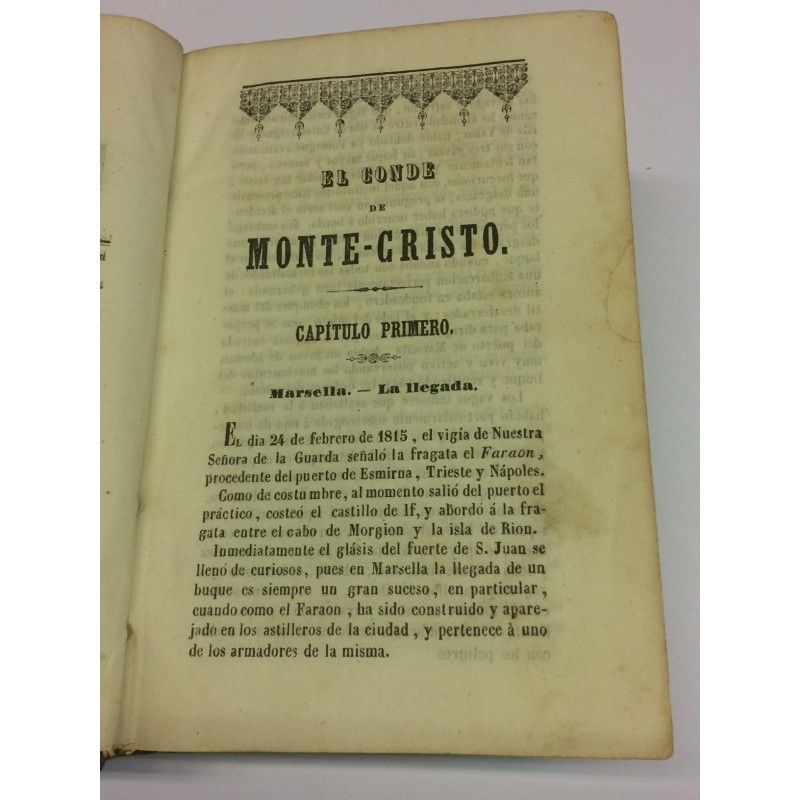 EL CONDE
DE
MONTE-CRISTO.
CAPÍTULO PRIMERO.
Marsella. — La llegada.
EL dia 24 de febrero de 1815, el vigía de Nuestra
Señora de la Guarda señaló la fragata el Faraon,
procedente del puerto de Esmirna, Trieste y Nápoles.
Como de costumbre, al momento salió del puerto el
práctico, costeó el castillo de If, y abordó á la fra-
gata entre el cabo de Morgion y la isla de Rion.
Inmediatamente el glásis del fuerte de S. Juan se
llenó de curiosos, pues en Marsella la llegada de un
buque es siempre un gran suceso, en particular,
cuando como el Faraon, ha sido construido y apare-
jado en los astilleros de la ciudad, y pertenece à uno
de los armadores de la misma.